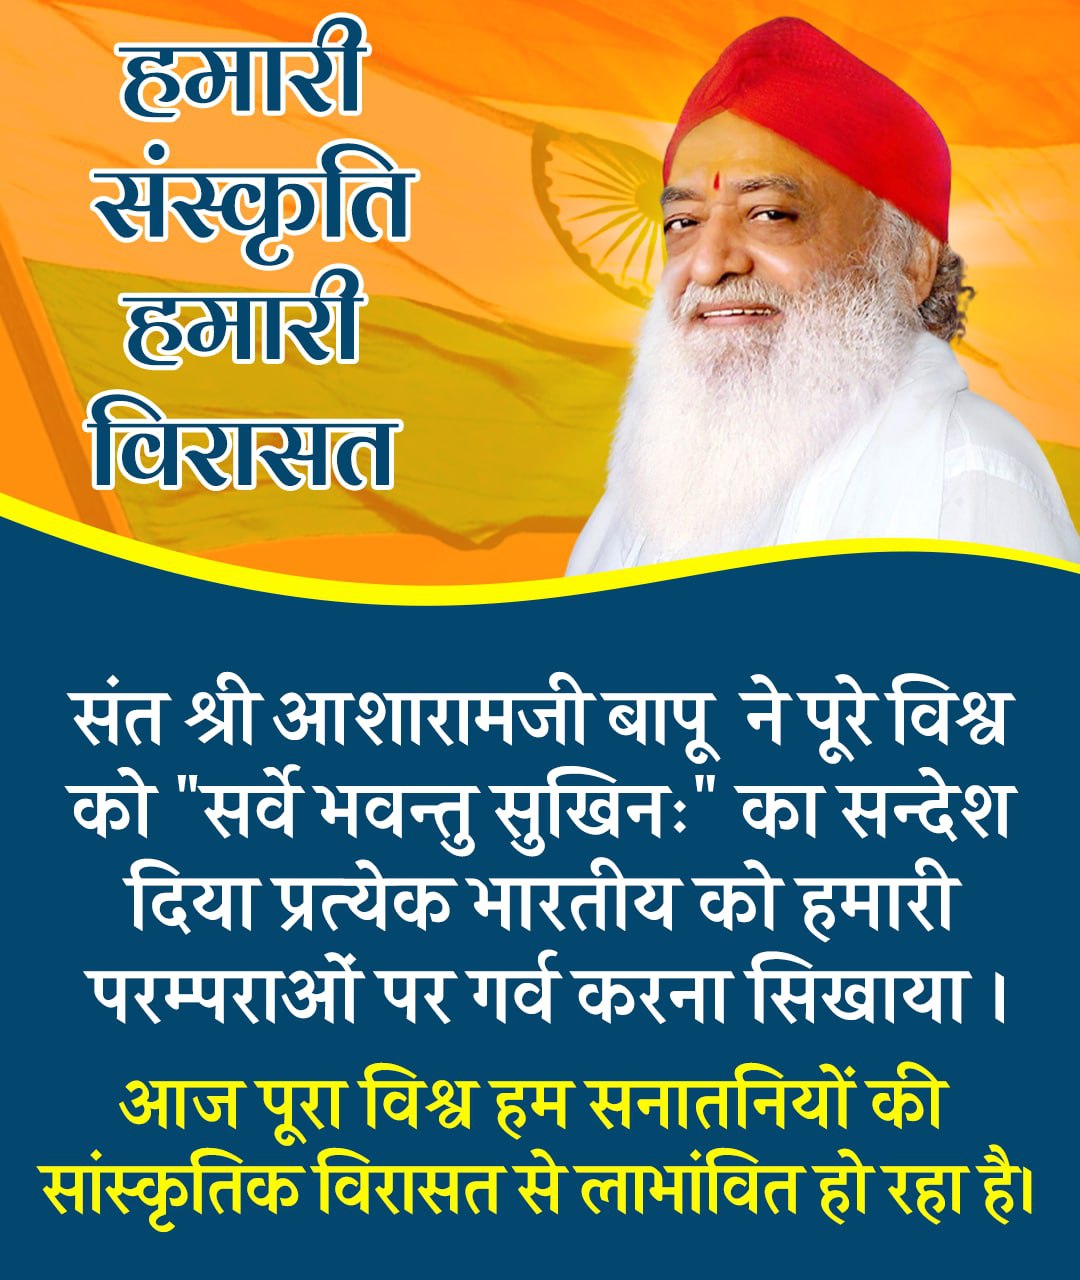 हमारी
संस्कृति
हमारी
विरासत
संत श्री आशारामजी बापू ने पूरे विश्व
को "सर्वे भवन्तु सुखिनः" का सन्देश
दिया प्रत्येक भारतीय को हमारी
परम्पराओं पर गर्व करना सिखाया ।
आज पूरा विश्व हम सनातनियों की
सांस्कृतिक विरासत से लाभांवित हो रहा है।